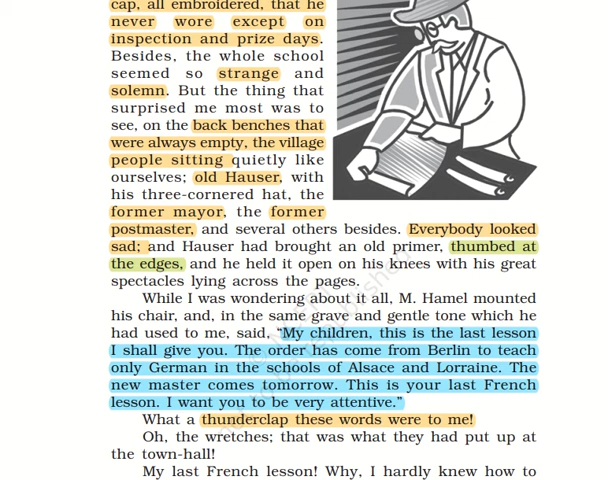 cap, all embroidered, that he
never wore except on
inspection and prize days.
Besides, the whole school
seemed so strange and
solemn. But the thing that
surprised me most was to
see, on the back benches that
were always empty, the village
people sitting quietly like
ourselves; old Hauser, with
his three-cornered hat, the
former mayor, the former
postmaster, and several others besides. Everybody looked
sad; and Hauser had brought an old primer, thumbed at
the edges, and he held it open on his knees with his great
spectacles lying across the pages.
While I was wondering about it all, M. Hamel mounted
his chair, and, in the same grave and gentle tone which he
had used to me, said, “My children, this is the last lesson
I shall give you. The order has come from Berlin to teach
only German in the schools of Alsace and Lorraine. The
new master comes tomorrow. This is your last French
lesson. I want you to be very attentive.”
What a thunderclap these words were to me!
Oh, the wretches; that was what they had put up at
the town-hall!
My last French lesson! Why, I hardly knew how to